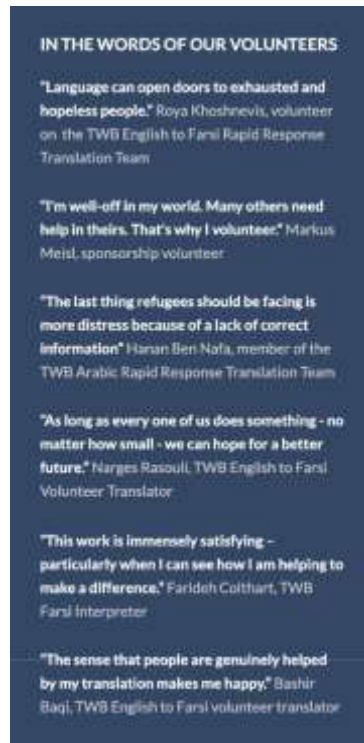 IN THE WORDS OF OUR VOLUNTEERS
"Language can open doors to exhausted and
hopeless people." Roya Khoshnevis, volunteer
on the TWB English to Farsi Rapid Response
Translation Team
"I'm well-off in my world. Many others need
help in theirs. That's why I volunteer." Markus
Meisl, sponsorship volunteer
"The last thing refugees should be facing is
more distress because of a lack of correct
information" Hanan Ben Nafa, member of the
TWB Arabic Rapid Response Translation Team
"As long as every one of us does something - no
matter how small - we can hope for a better
future." Narges Rasouli, TWB English to Farsi
Volunteer Translator
"This work is immensely satisfying –
particularly when I can see how I am helping to
make a difference." Farideh Colthart, TWB
Farsi Interpreter
"The sense that people are genuinely helped
by my translation makes me happy." Bashir
Baqi, TWB English to Farsi volunteer translator